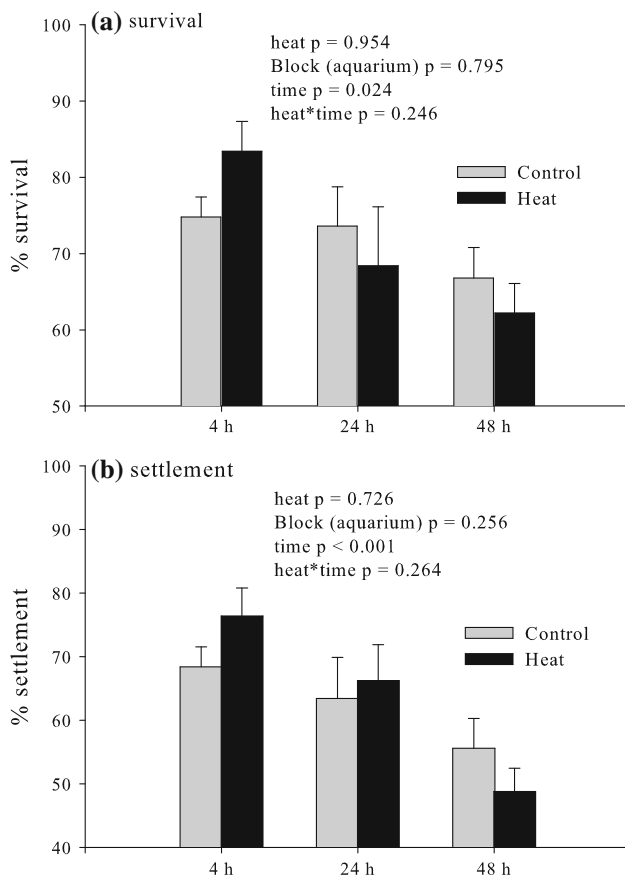 (a) survival
heat p = 0.954
Block (aquarium) p = 0.795
time p = 0.024
heat*time p = 0.246
Control
Heat
% survival
100
90
80
70
60
50
4 h
24 h
48 h
(b) settlement
heat p = 0.726
Block (aquarium) p = 0.256
time p < 0.001
heat*time p = 0.264
Control
Heat
% settlement
100
90
80
70
60
50
40
4 h
24 h
48 h